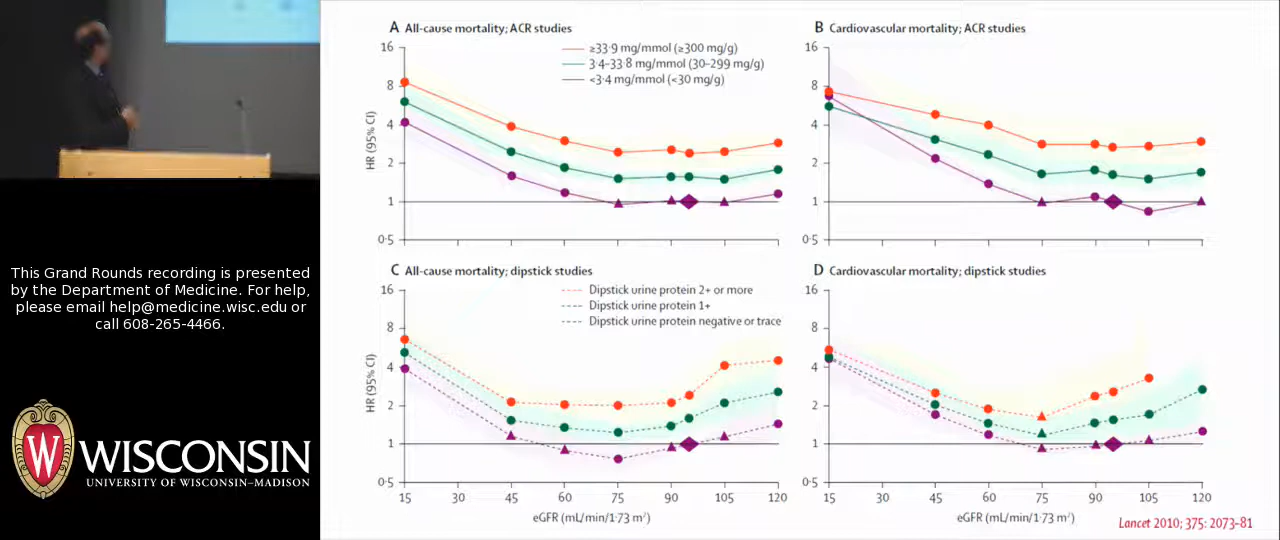 This Grand Rounds recording is presented
by the Department of Medicine. For help,
please email help@medicine.wisc.edu or
call 608-265-4466.
W
WISCONSIN
UNIVERSITY OF WISCONSIN–MADISON
A All-cause mortality; ACR studies
≥33·9 mg/mmol (≥300 mg/g)
3·4–33·8 mg/mmol (30–299 mg/g)
<3·4 mg/mmol (<30 mg/g)
HR (95% CI)
16
8
4
2
1
0·5
B Cardiovascular mortality; ACR studies
16
8
4
2
1
0·5
C All-cause mortality; dipstick studies
Dipstick urine protein 2+ or more
Dipstick urine protein 1+
Dipstick urine protein negative or trace
HR (95% CI)
16
8
4
2
1
0·5
15 30 45 60 75 90 105 120
eGFR (mL/min/1·73 m²)
D Cardiovascular mortality; dipstick studies
16
8
4
2
1
0·5
15 30 45 60 75 90 105 120
eGFR (mL/min/1·73 m²)
Lancet 2010; 375: 2073–81